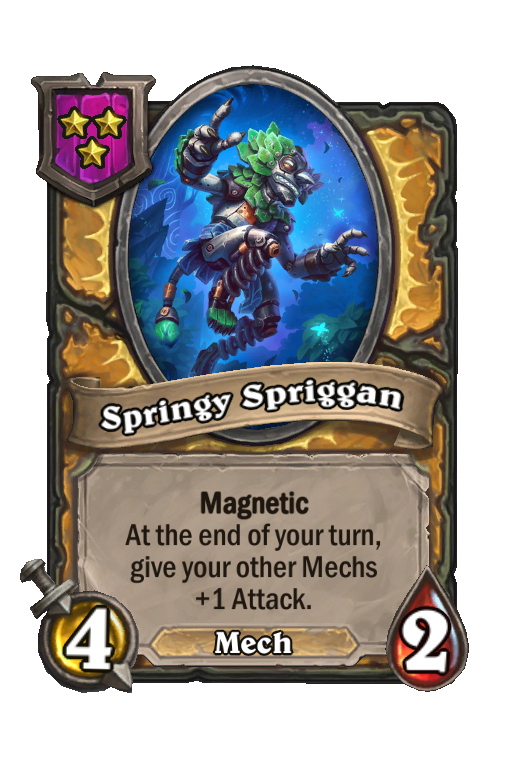 Springy Spriggan
Magnetic
At the end of your turn,
give your other Mechs
+1 Attack.
4
Mech
2